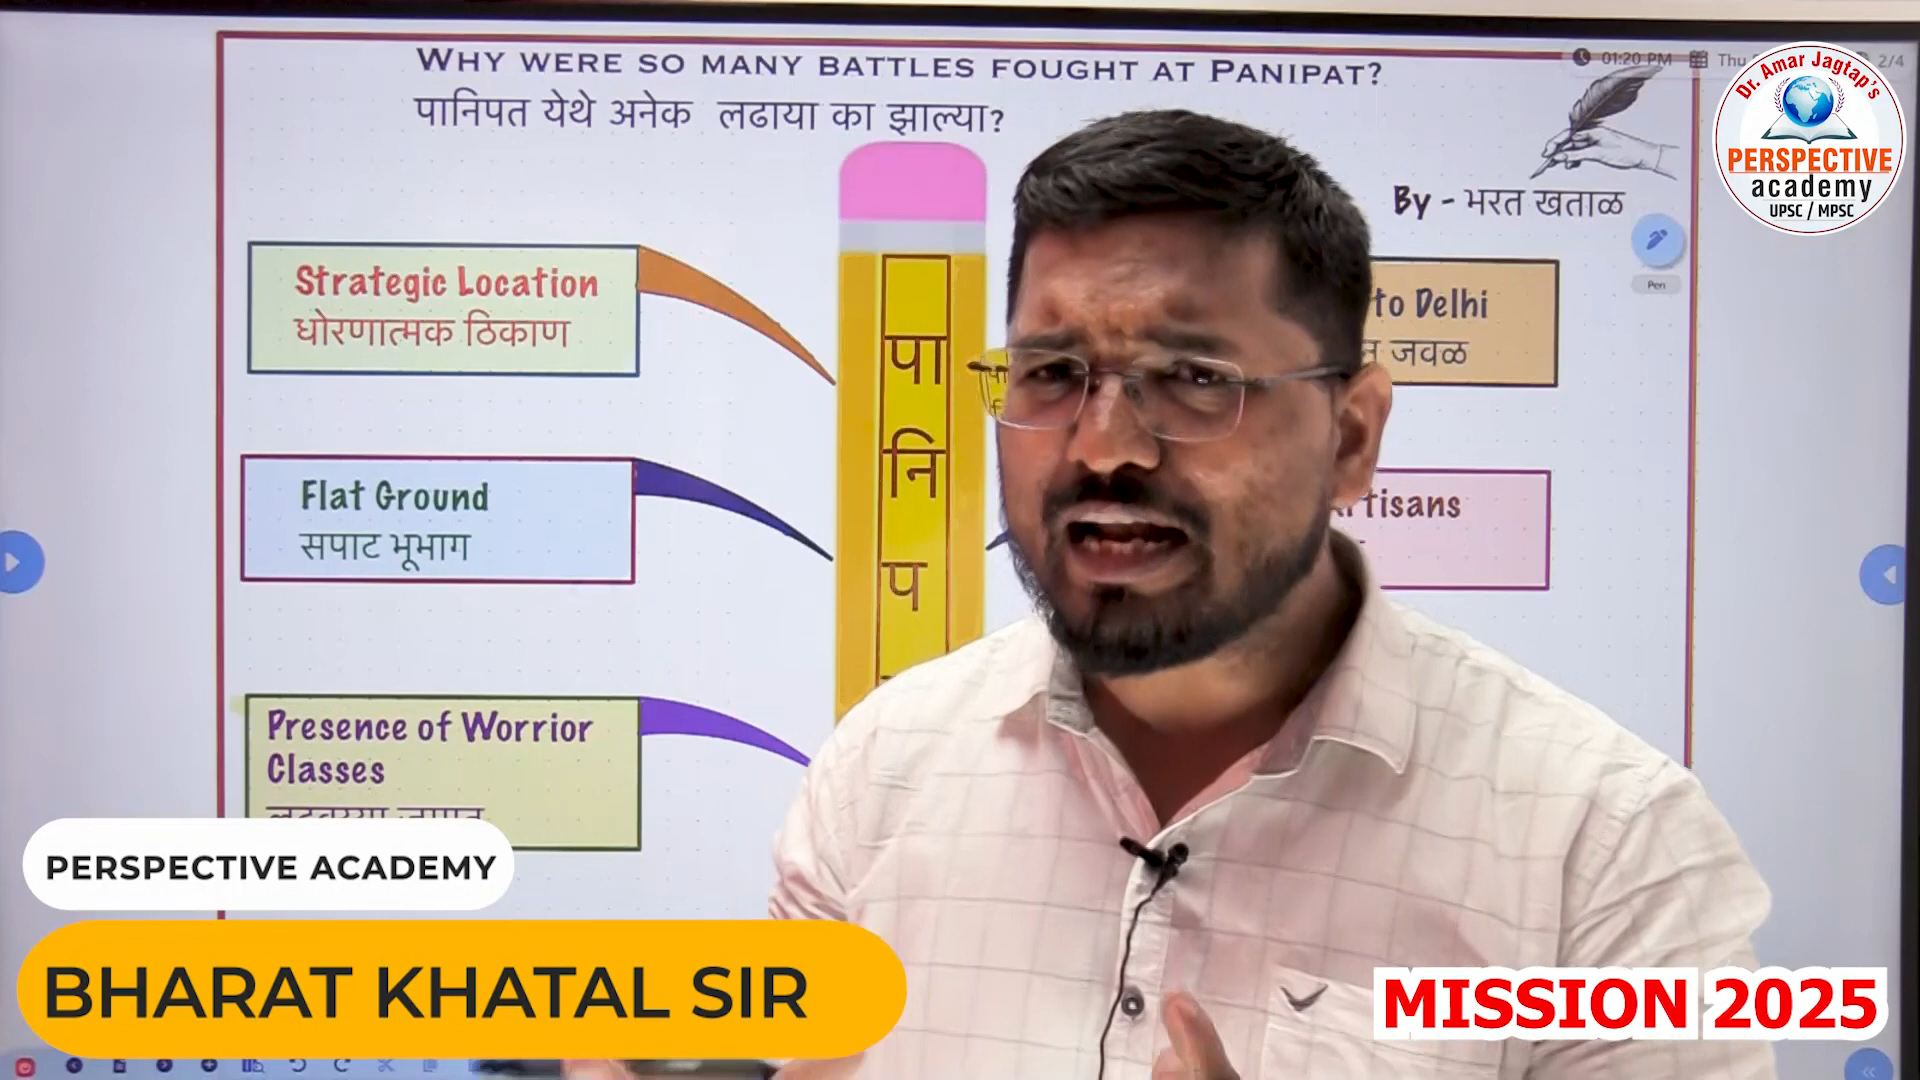 WHY WERE SO MANY BATTLES FOUGHT AT PANIPAT?
पानिपत येथे अनेक लढाया का झाल्या?
01:20 PM Thu 2/4
Dr. Amar Jagtap's
PERSPECTIVE
academy
UPSC / MPSC
By - भरत खताळ
Pen
Strategic Location
धोरणात्मक ठिकाण
to Delhi
जवळ
Flat Ground
सपाट भूभाग
पा
नि
प
Presence of Worrior
Classes
PERSPECTIVE ACADEMY
BHARAT KHATAL SIR
MISSION 2025